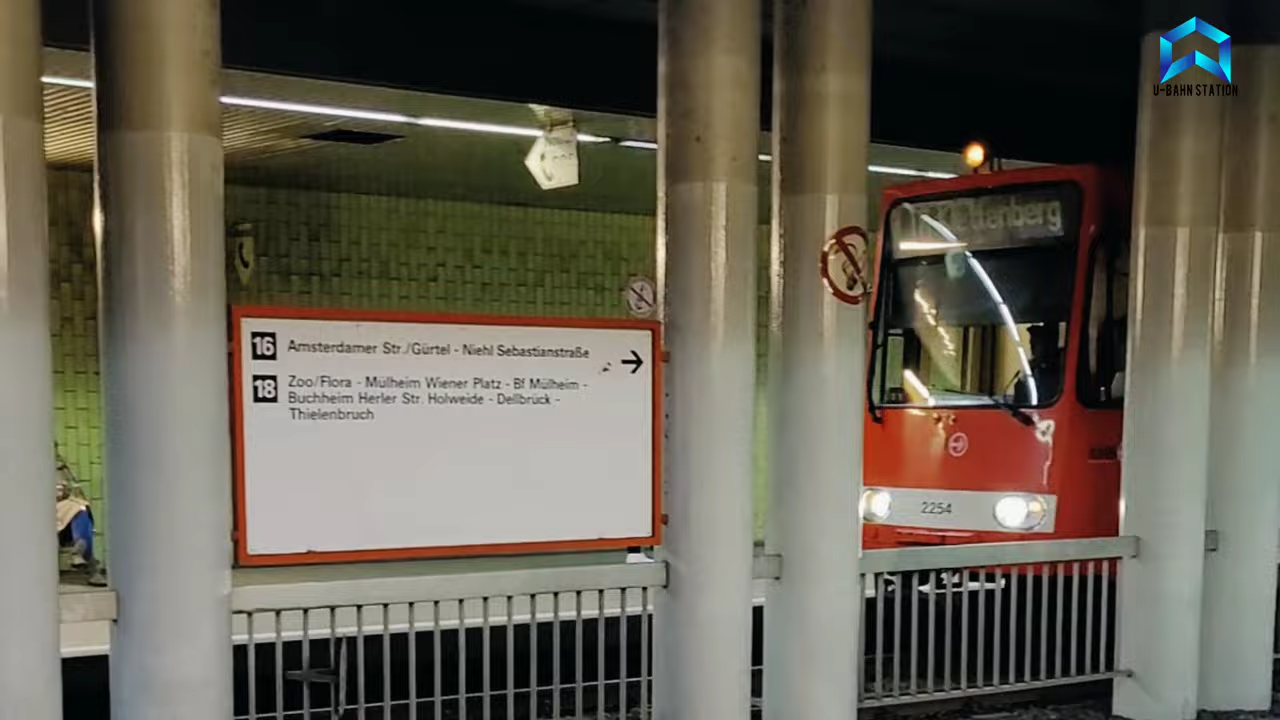 U-BAHN STATION
16 Amsterdamer Str./Gürtel - Niehl Sebastianstraße
18 Zoo/Flora - Mülheim Wiener Platz - Bf Mülheim -
Buchheim Herler Str. Holweide - Dellbrück -
Thielenbruch
2254